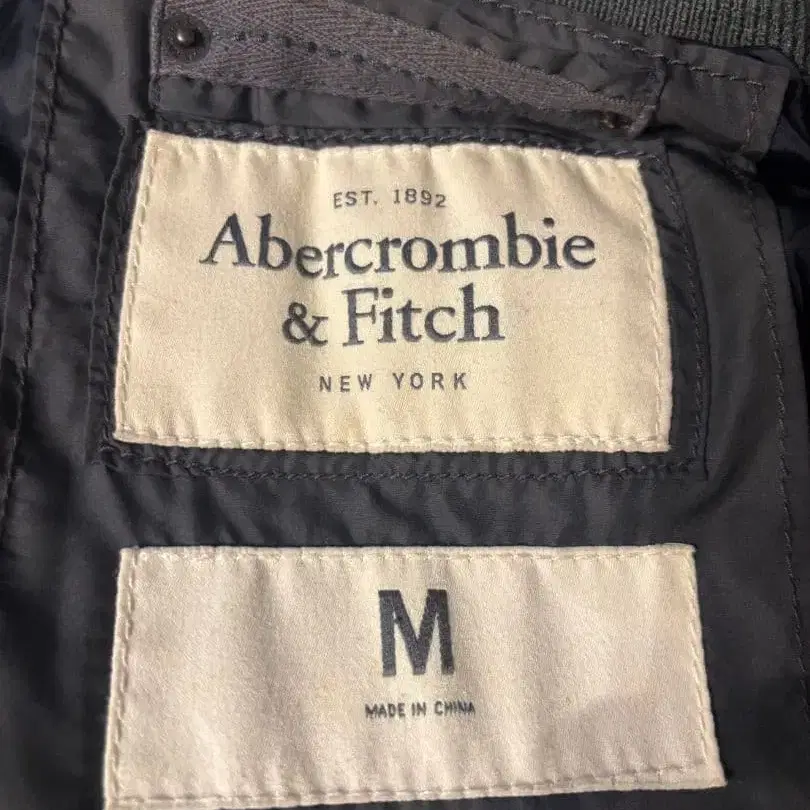 EST. 1892
Abercrombie
& Fitch
NEW YORK
M
MADE IN CHINA